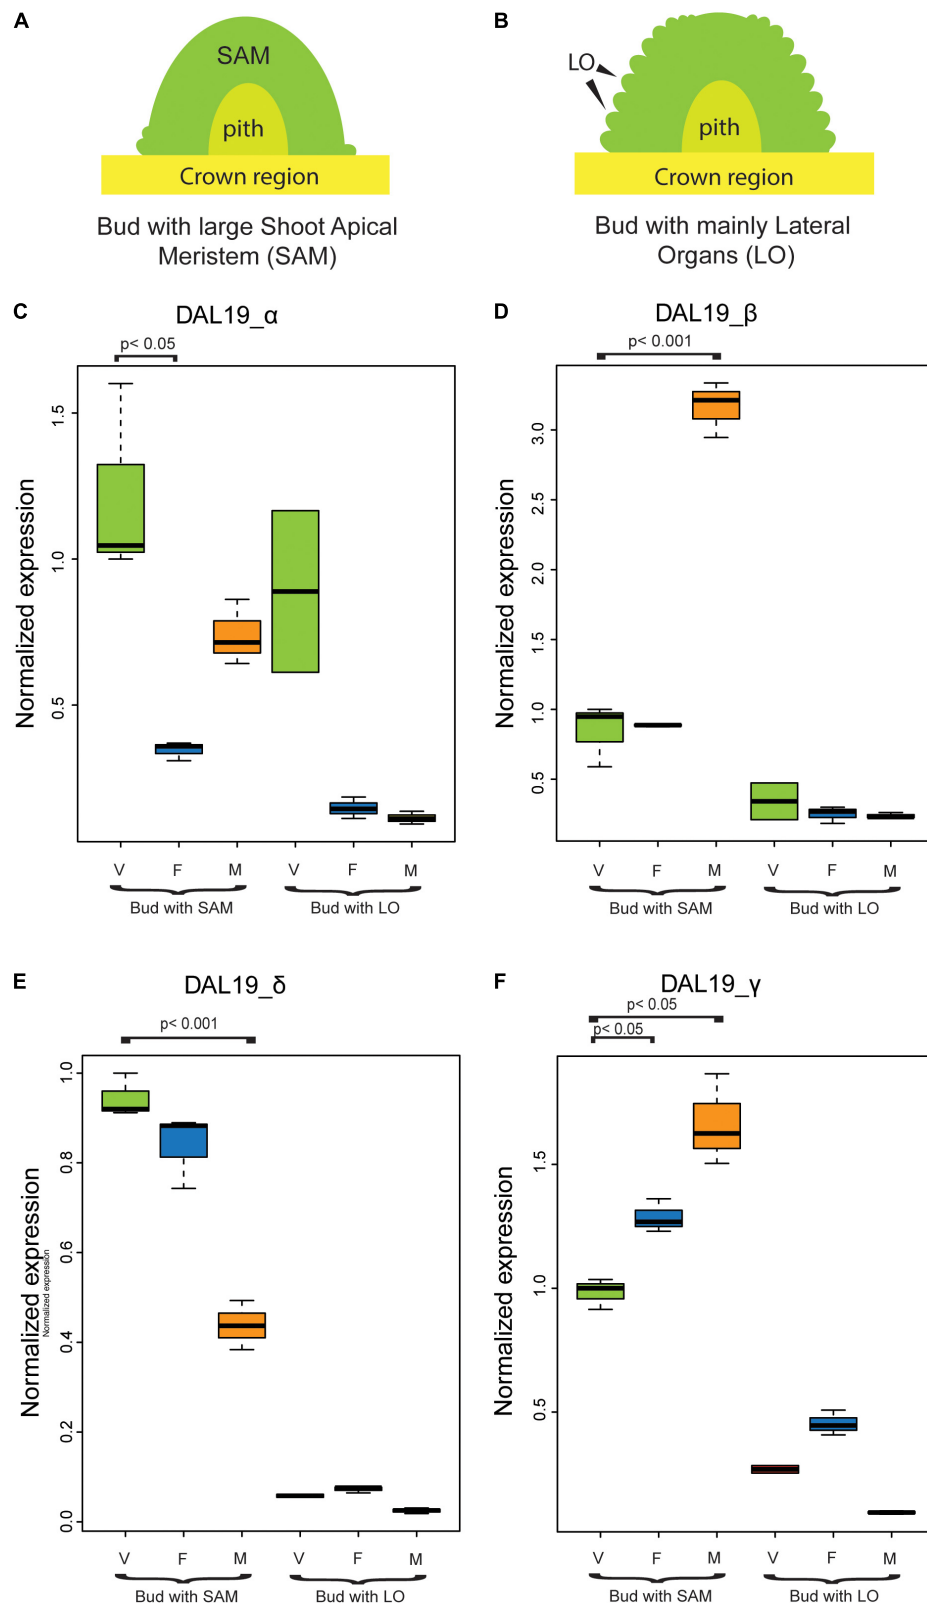 A
SAM
pith
Crown region
Bud with large Shoot Apical
Meristem (SAM)
B
LO
pith
Crown region
Bud with mainly Lateral
Organs (LO)
C
DAL19_α
p< 0.05
Normalized expression
1.5
1.0
0.5
V F M V F M
Bud with SAM Bud with LO
D
DAL19_β
p< 0.001
Normalized expression
3.0
2.5
3.0
2.0
1.5
1.0
0.5
V F M V F M
Bud with SAM Bud with LO
E
DAL19_δ
p< 0.001
Normalized expression
Normalized expression
1.0
0.8
0.6
0.4
0.2
0.0
V F M V F M
Bud with SAM Bud with LO
F
DAL19_γ
p< 0.05
p< 0.05
Normalized expression
1.5
1.0
0.5
V F M V F M
Bud with SAM Bud with LO